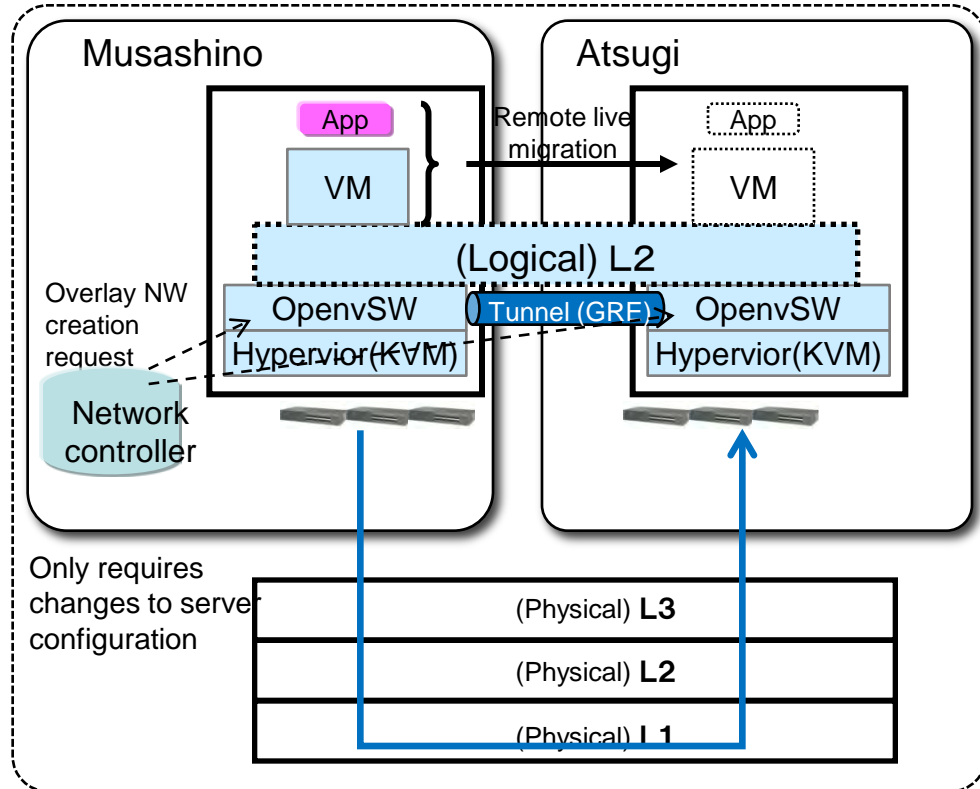 Musashino
Atsugi
App
Remote live
migration
App
VM
VM
(Logical) L2
Overlay NW
creation
request
OpenvSW
Tunnel (GRE)
OpenvSW
Hypervior(KVM)
Hypervior(KVM)
Network
controller
Only requires
changes to server
configuration
(Physical) L3
(Physical) L2
(Physical) L1